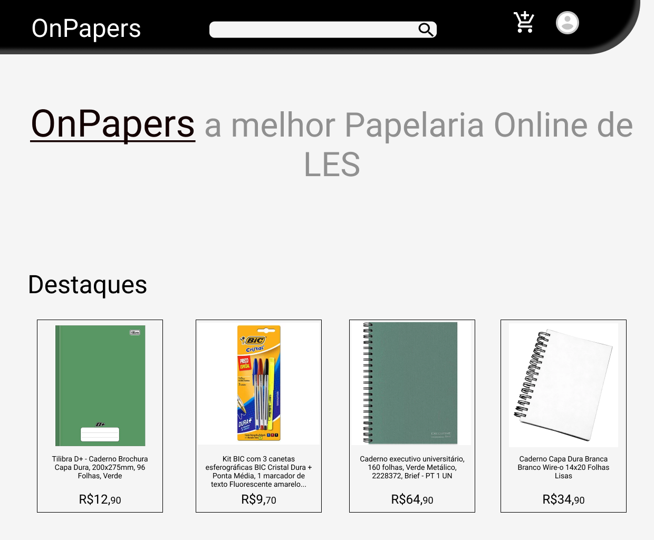 OnPapers
OnPapers a melhor Papelaria Online de
LES
Destaques
BIC
Cristal
DURA+
D+
Tilibra D+ - Caderno Brochura
Capa Dura, 200x275mm, 96
Folhas, Verde
R$12,90
Kit BIC com 3 canetas
esferográficas BIC Cristal Dura +
Ponta Média, 1 marcador de
texto Fluorescente amarelo...
R$9,70
Caderno executivo universitário,
160 folhas, Verde Metálico,
2228372, Brief - PT 1 UN
R$64,90
Caderno Capa Dura Branca
Branco Wire-o 14x20 Folhas
Lisas
R$34,90